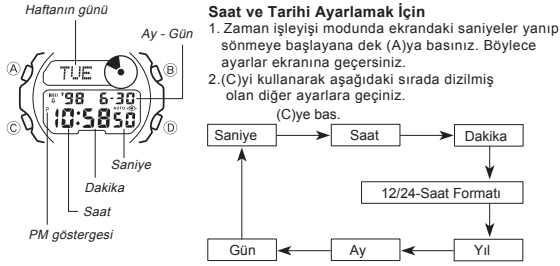 Haftanın günü
Ay - Gün
A
B
C
D
TUE
'98 6-30
P
AUTO
10:58 50
Saniye
Dakika
Saat
PM göstergesi
Saat ve Tarihi Ayarlamak İçin
1. Zaman işleyişi modunda ekrandaki saniyeler yanıp
sönmeye başlayana dek (A)ya basınız. Böylece
ayarlar ekranına geçersiniz.
2.(C)yi kullanarak aşağıdaki sırada dizilmiş
olan diğer ayarlara geçiniz.
(C)ye bas.
Saniye
Saat
Dakika
12/24-Saat Formatı
Gün
Ay
Yıl